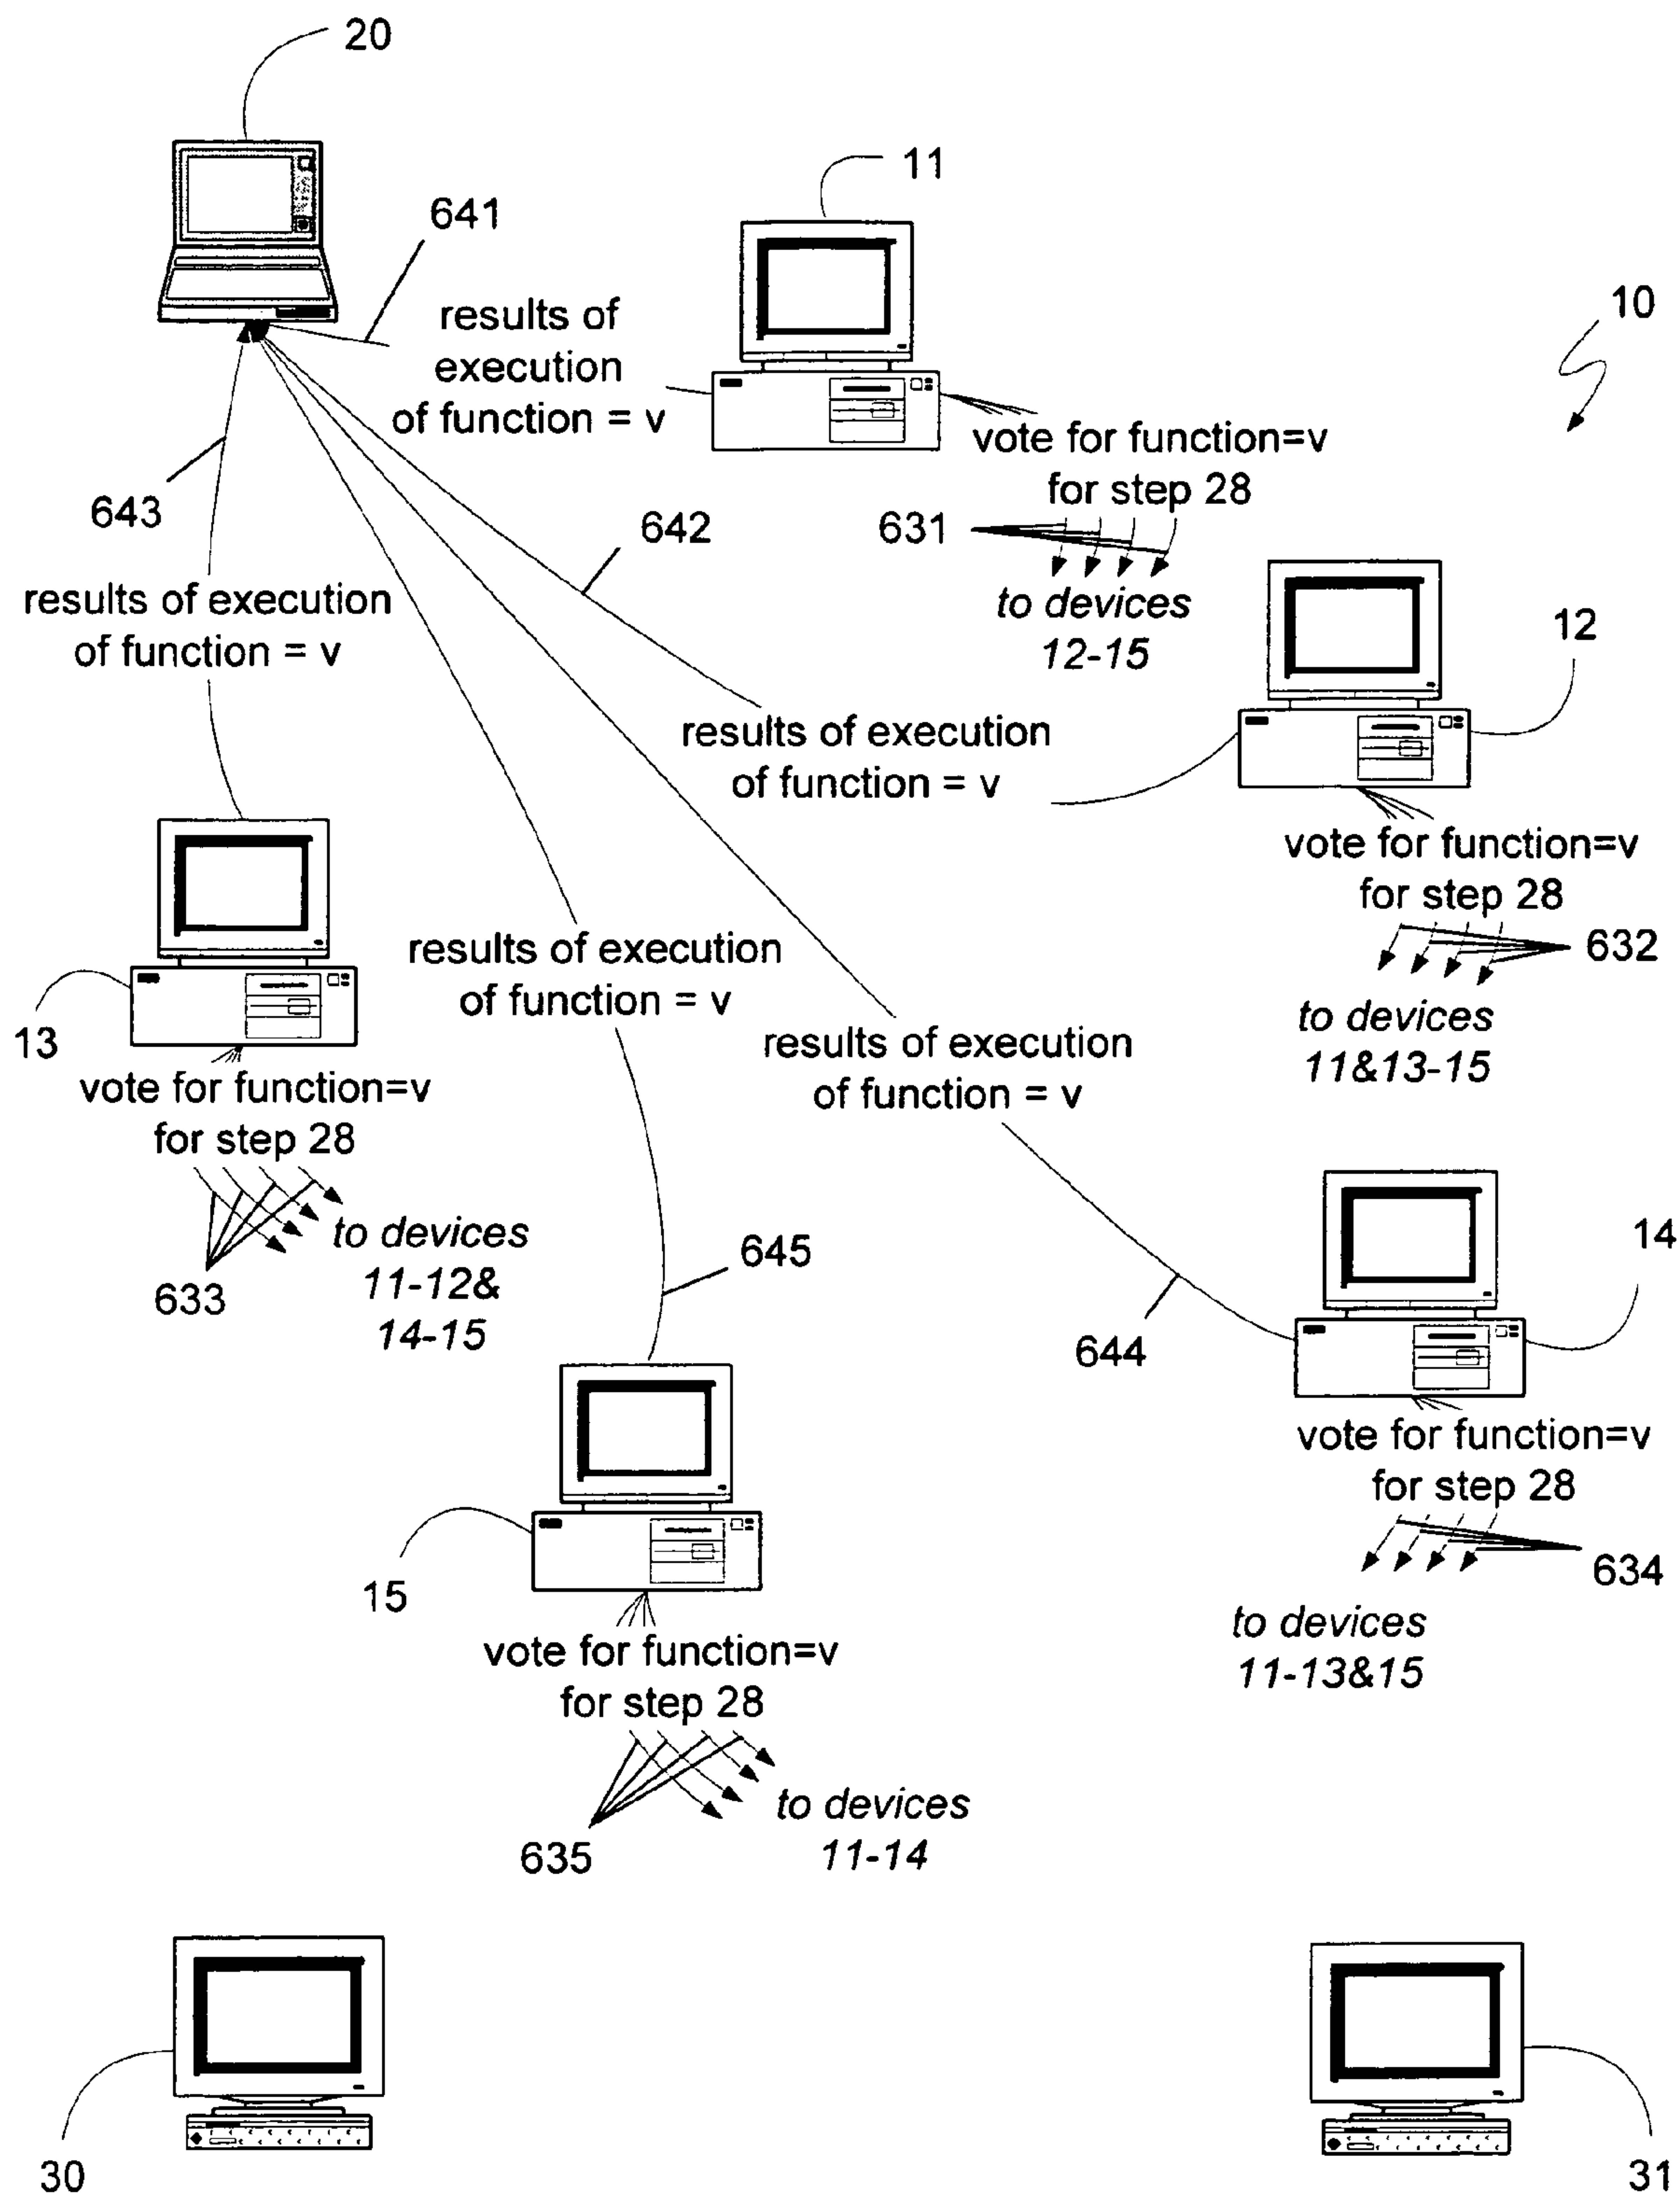 20
11
641
10
results of
execution
of function = v
vote for function=v
for step 28
643
642
631
to devices
12-15
results of execution
of function = v
12
results of execution
of function = v
vote for function=v
for step 28
632
results of execution
of function = v
to devices
11&13-15
13
results of execution
of function = v
vote for function=v
for step 28
to devices
11-12&
14-15
633
645
14
644
vote for function=v
for step 28
634
15
to devices
11-13&15
vote for function=v
for step 28
to devices
11-14
635
30
31